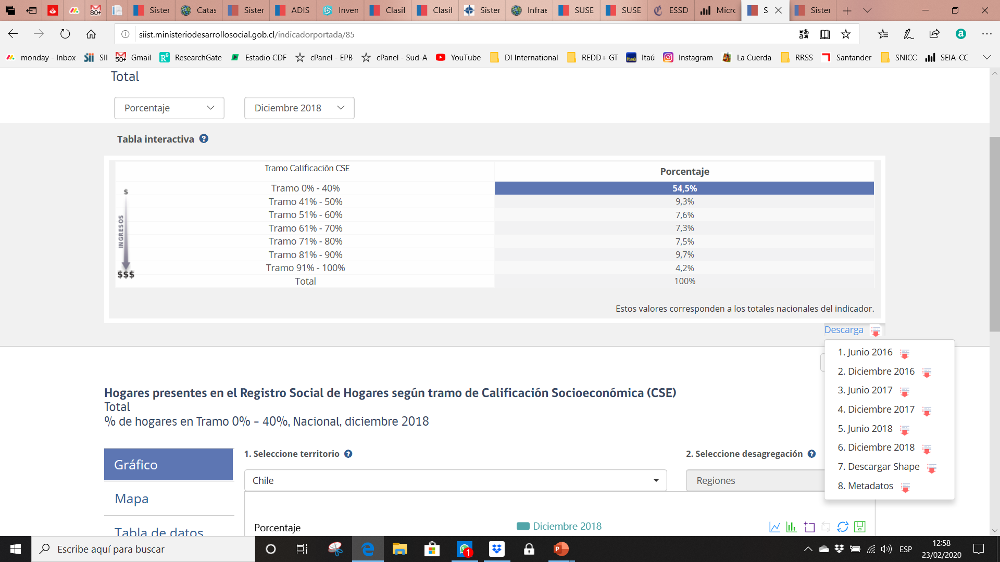 80+
Sister
Catas
Sister
ADIS
Inven
Clasif
Clasif
Sister
Infrae
SUSE
SUSE
ESSD
Micro
S
Sister
siist.ministeriodesarrollosocial.gob.cl/indicadorportada/85
a
monday - Inbox
SII
50+
Gmail
ResearchGate
Estadio CDF
cPanel - EPB
cPanel - Sud-A
YouTube
DI International
REDD+ GT
Itaú
Instagram
La Cuerda
RRSS
Santander
SNICC
SEIA-CC
Total
Porcentaje
Diciembre 2018
Tabla interactiva ?
Tramo Calificación CSE
Porcentaje
$
INGRESOS
$$$
Tramo 0% - 40%
54,5%
Tramo 41% - 50%
9,3%
Tramo 51% - 60%
7,6%
Tramo 61% - 70%
7,3%
Tramo 71% - 80%
7,5%
Tramo 81% - 90%
9,7%
Tramo 91% - 100%
4,2%
Total
100%
Estos valores corresponden a los totales nacionales del indicador.
Descarga
1. Junio 2016
2. Diciembre 2016
3. Junio 2017
4. Diciembre 2017
5. Junio 2018
6. Diciembre 2018
7. Descargar Shape
8. Metadatos
Hogares presentes en el Registro Social de Hogares según tramo de Calificación Socioeconómica (CSE)
Total
% de hogares en Tramo 0% - 40%, Nacional, diciembre 2018
Gráfico
Mapa
Tabla de datos
1. Seleccione territorio ?
Chile
2. Seleccione desagregación ?
Regiones
Porcentaje
Diciembre 2018
Escribe aquí para buscar
1
ESP
12:58
23/02/2020